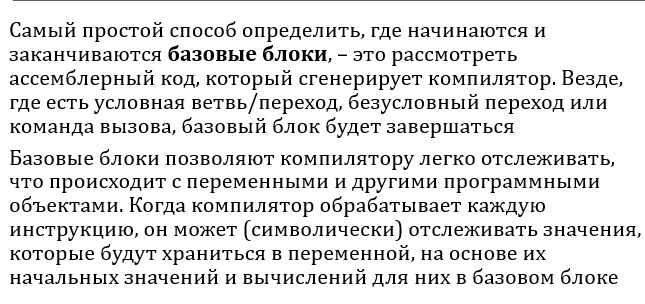 Самый простой способ определить, где начинаются и
заканчиваются базовые блоки, – это рассмотреть
ассемблерный код, который сгенерирует компилятор. Везде,
где есть условная ветвь/переход, безусловный переход или
команда вызова, базовый блок будет завершаться
Базовые блоки позволяют компилятору легко отслеживать,
что происходит с переменными и другими программными
объектами. Когда компилятор обрабатывает каждую
инструкцию, он может (символически) отслеживать значения,
которые будут храниться в переменной, на основе их
начальных значений и вычислений для них в базовом блоке